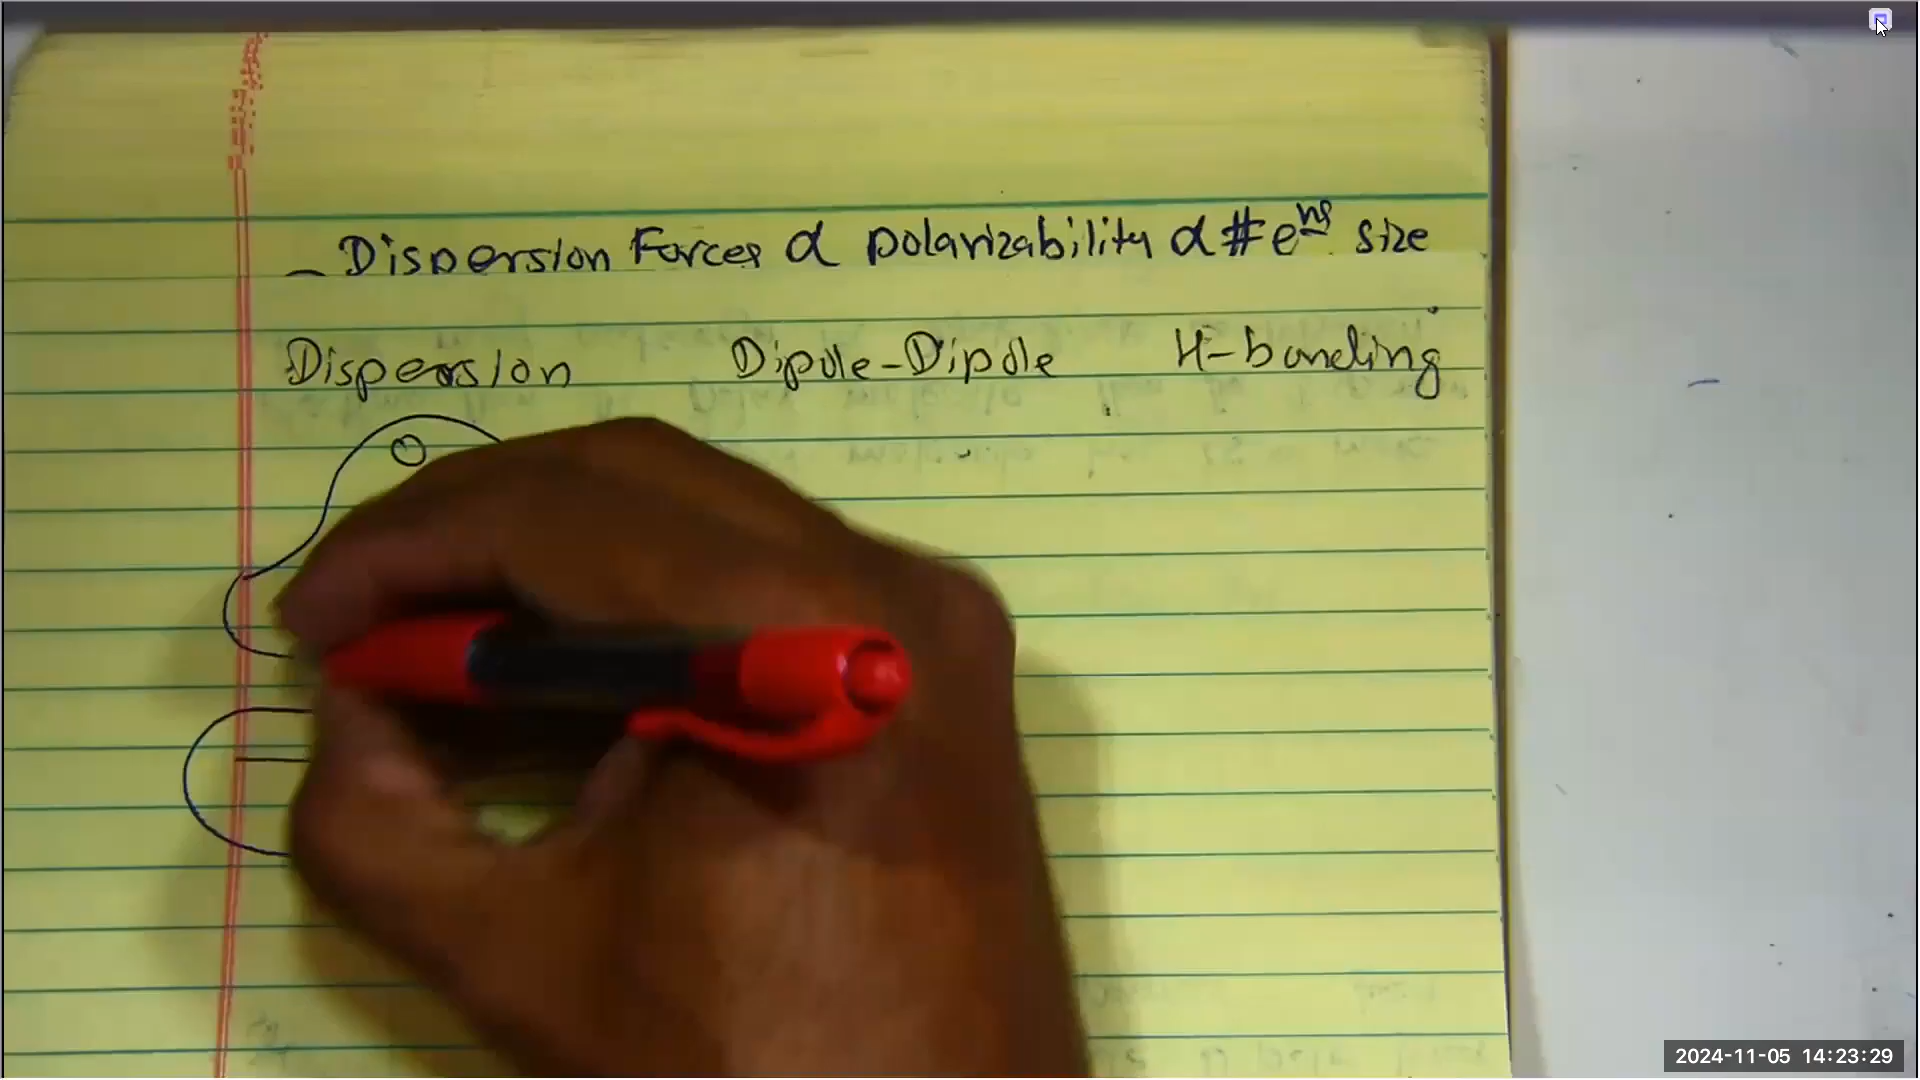 – Dispersion Forces α polarizability α # e^ns size
Dispersion Dipole-Dipole H-bonding
2024-11-05 14:23:29